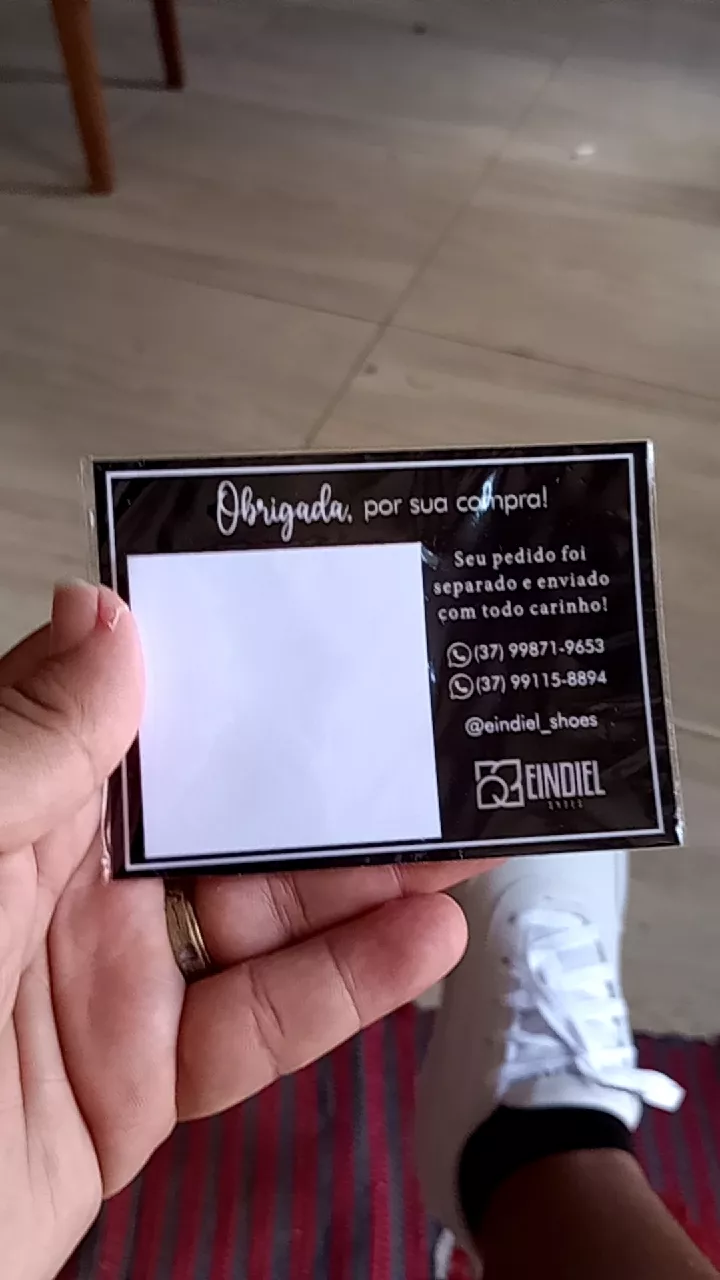 Obrigada, por sua compra!
Seu pedido foi
separado e enviado
com todo carinho!
(37) 99871-9653
(37) 99115-8894
@eindiel_shoes
EINDIEL